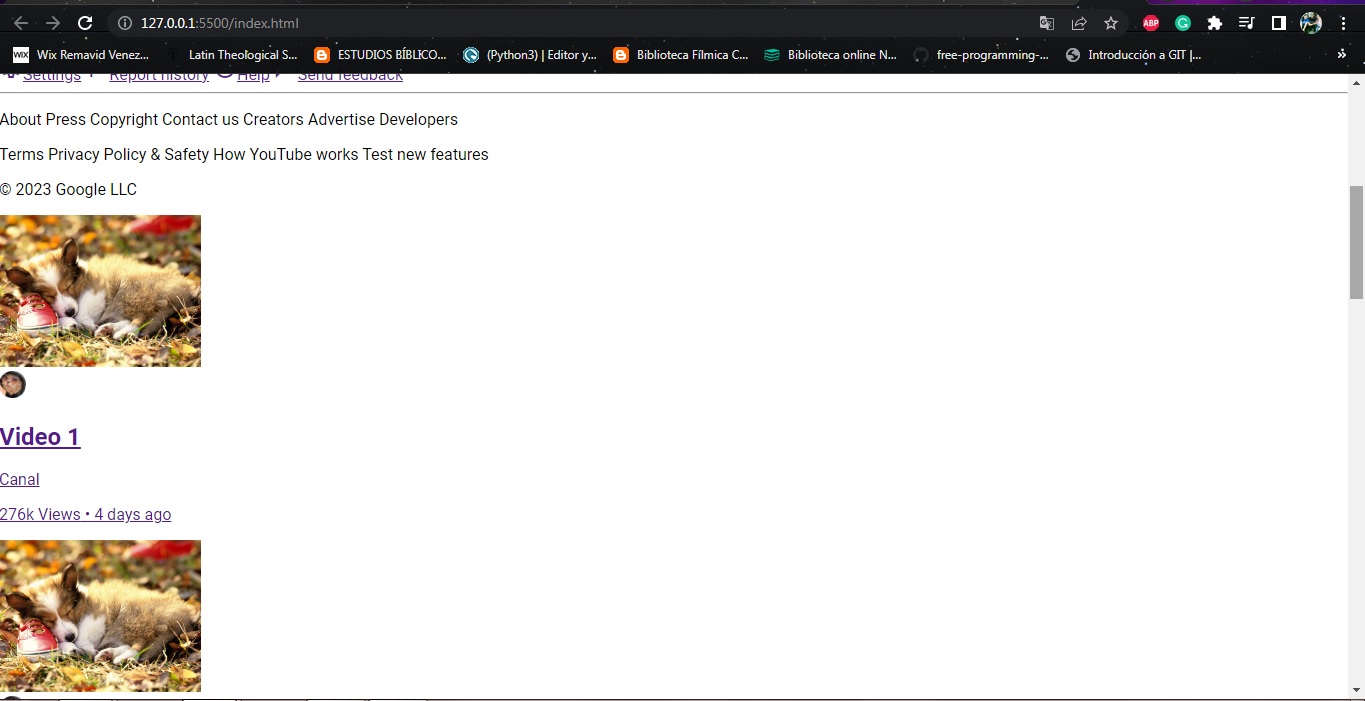 127.0.0.1:5500/index.html
ABP
WiX Wix Remavid Venez... Latin Theological S... ESTUDIOS BÍBLICO... (Python3) | Editor y... Biblioteca Fílmica C... Biblioteca online N... free-programming-... Introducción a GIT |... »
Settings Report history Help Send feedback
About Press Copyright Contact us Creators Advertise Developers
Terms Privacy Policy & Safety How YouTube works Test new features
© 2023 Google LLC
Video 1
Canal
276k Views • 4 days ago